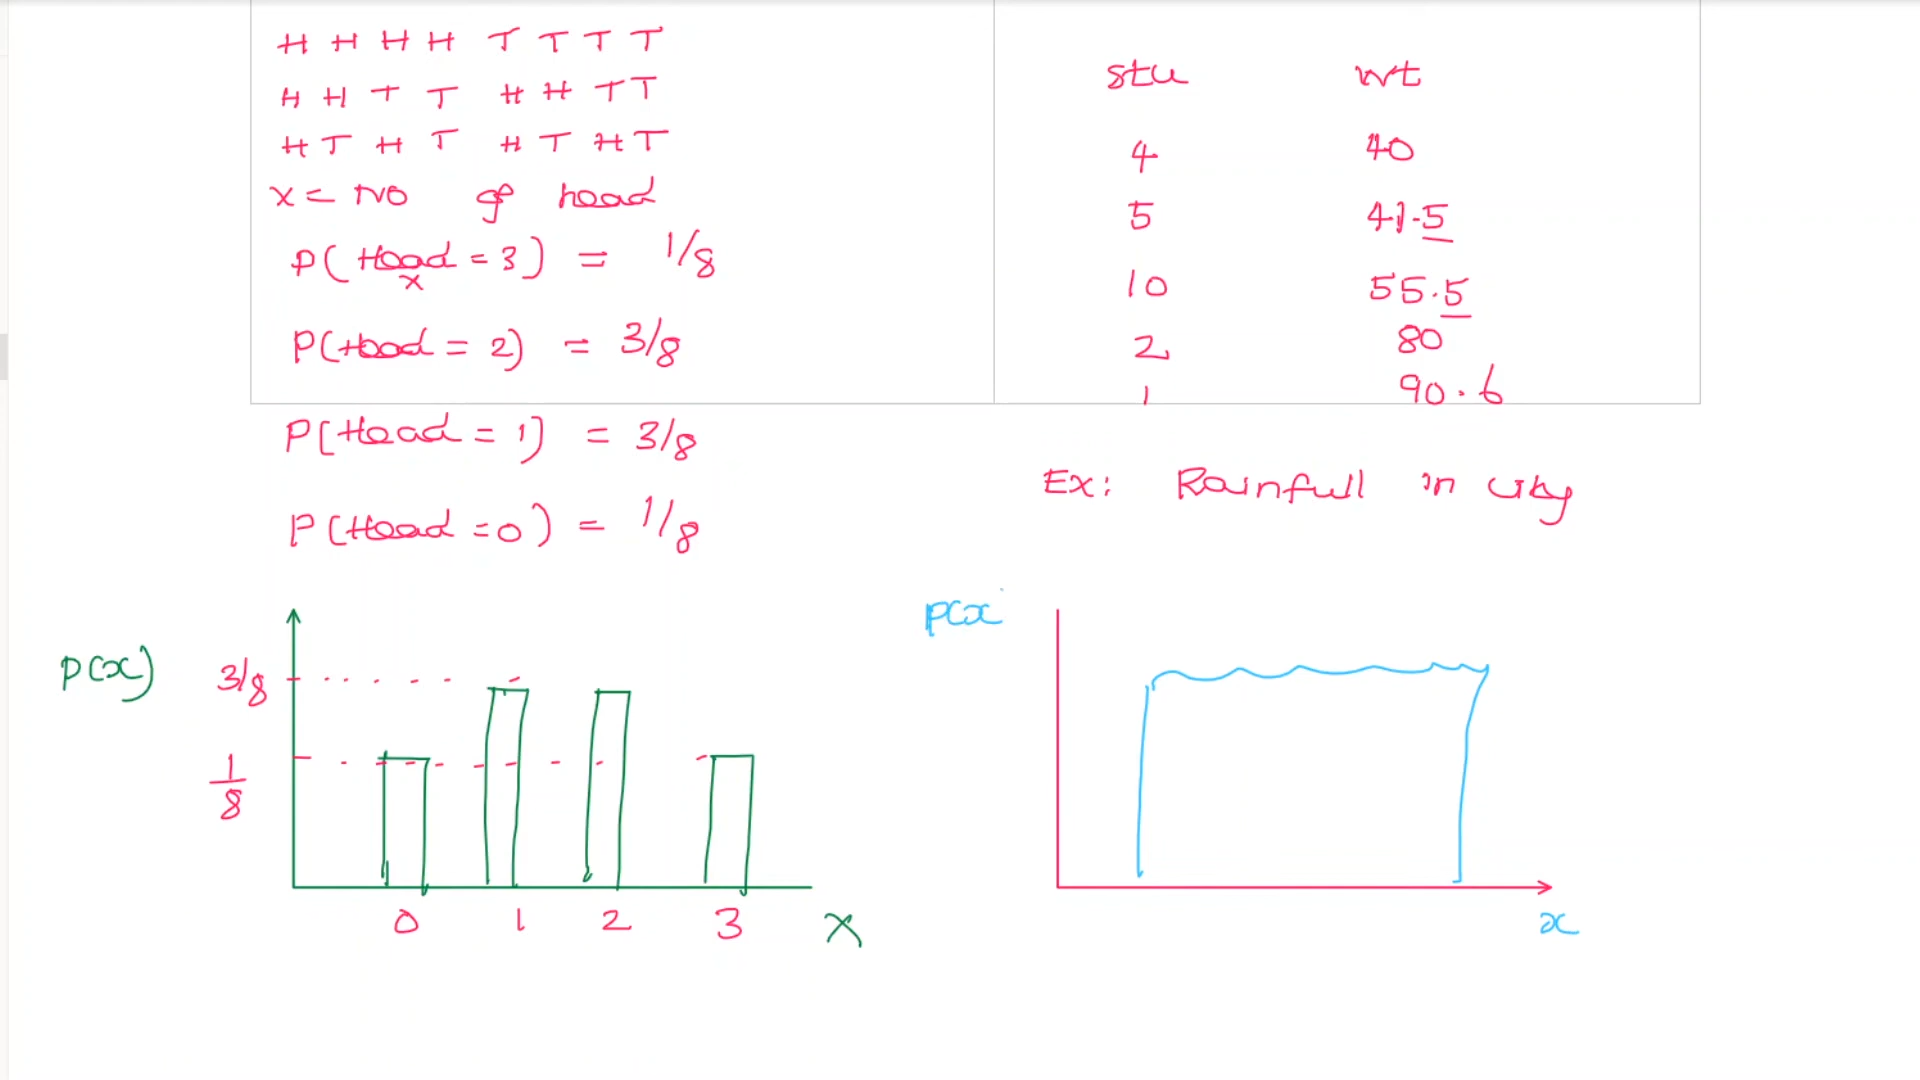 H H H H T T T T
H H T T H H T T
H T H T H T H T
x = No of head
P(Head = 3) = 1/8
x
P(Head = 2) = 3/8
P(Head = 1) = 3/8
P(Head = 0) = 1/8
P(x)
3/8
1/8
0 1 2 3 X
stu wt
4 40
5 41.5
10 55.5
2 80
1 90.6
Ex: Rainfull in city
P(x
x